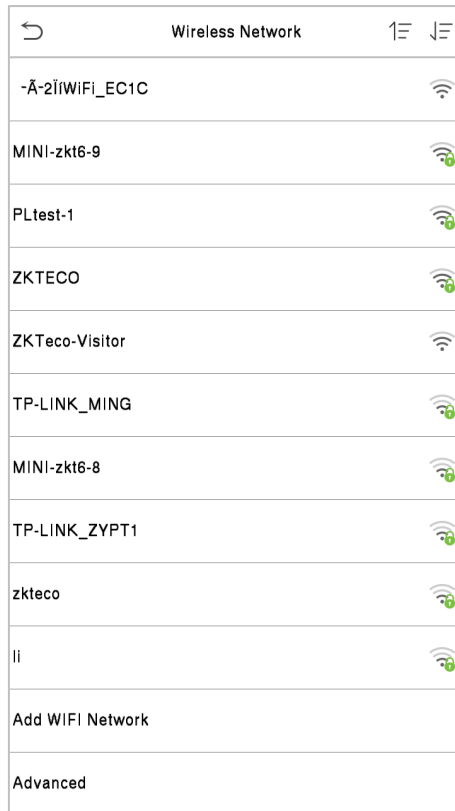 Wireless Network
-Ã-2ÏíWiFi_EC1C
MINI-zkt6-9
PLtest-1
ZKTECO
ZKTeco-Visitor
TP-LINK_MING
MINI-zkt6-8
TP-LINK_ZYPT1
zkteco
li
Add WIFI Network
Advanced